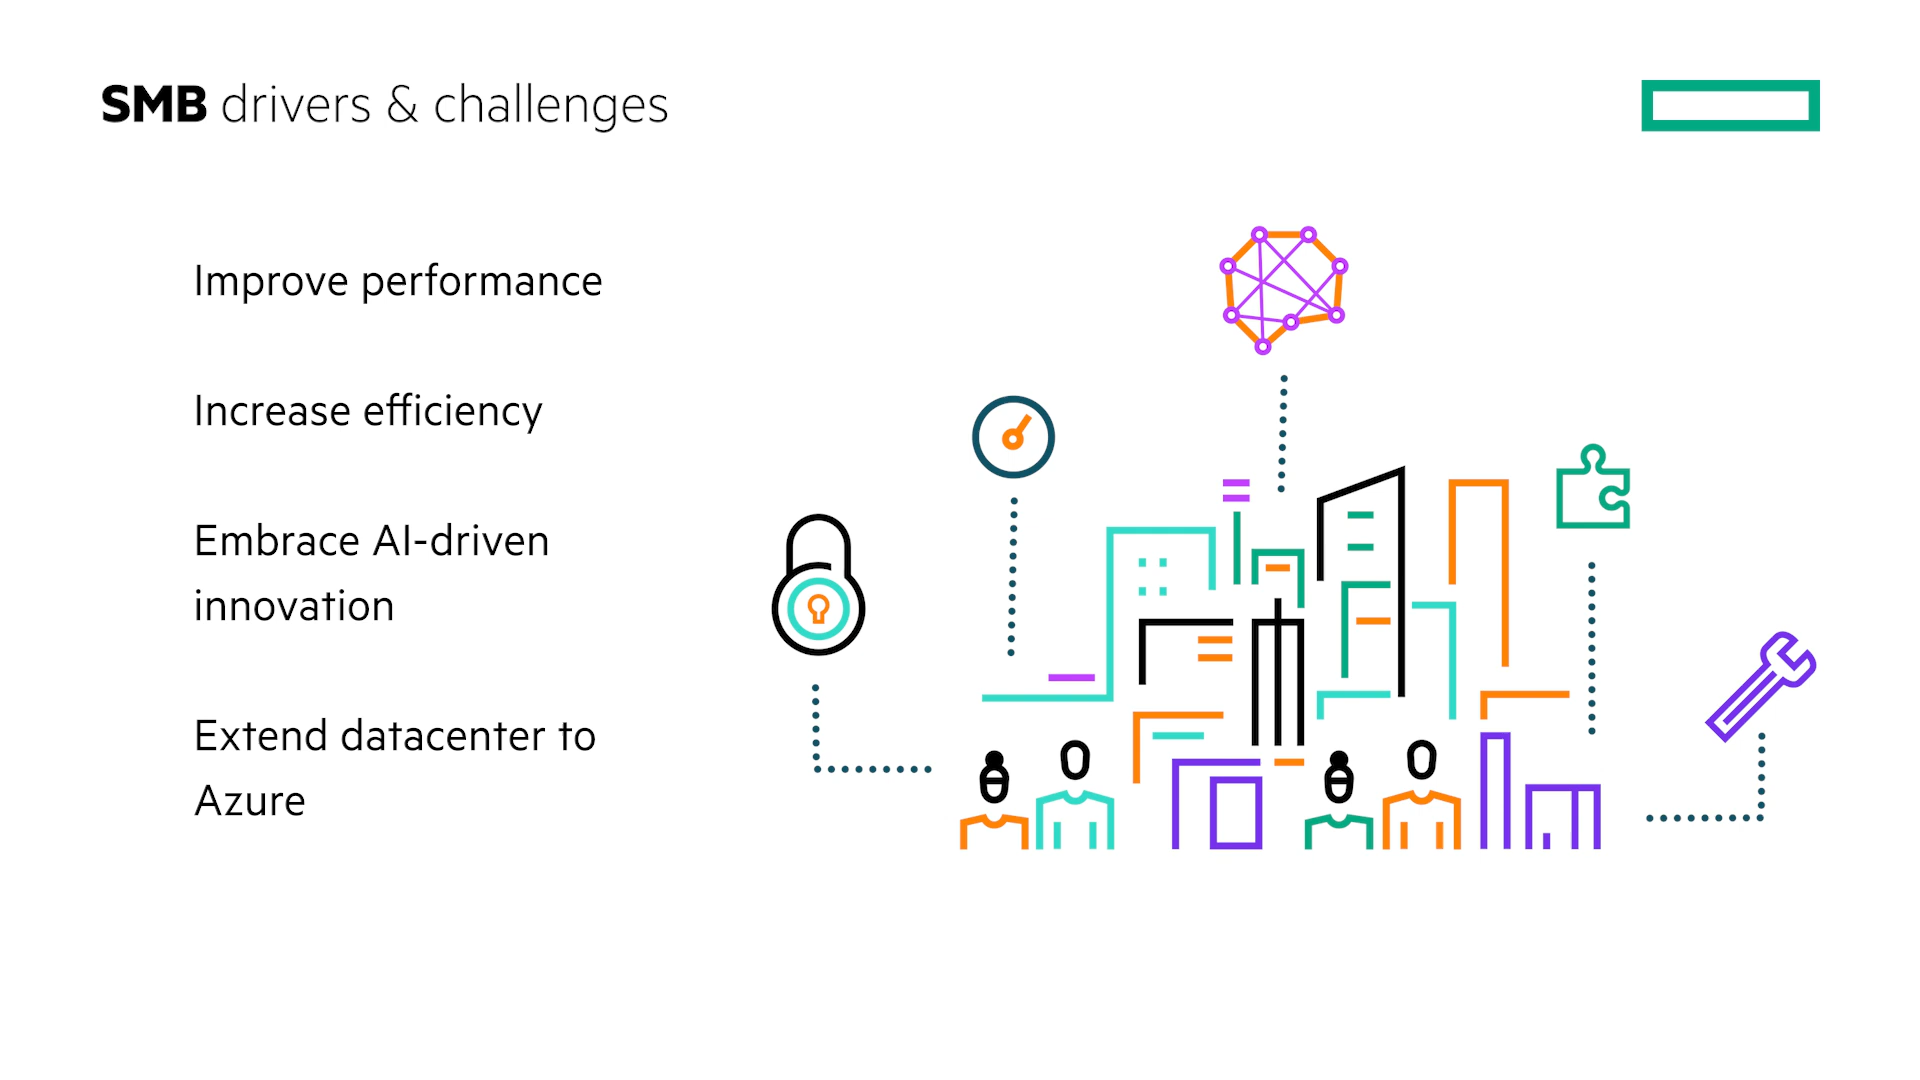 SMB drivers & challenges
Improve performance
Increase efficiency
Embrace AI-driven
innovation
Extend datacenter to
Azure